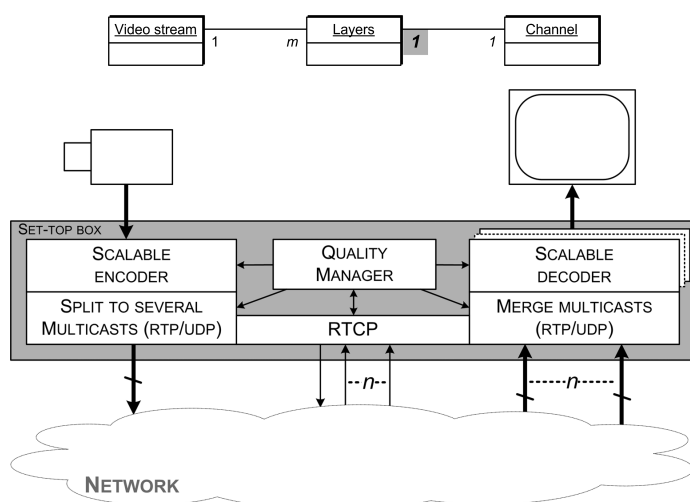 Video stream
1
m
Layers
1
1
Channel
SET-TOP BOX
SCALABLE
ENCODER
QUALITY
MANAGER
SCALABLE
DECODER
SPLIT TO SEVERAL
MULTICASTS (RTP/UDP)
RTCP
MERGE MULTICASTS
(RTP/UDP)
n
n
NETWORK